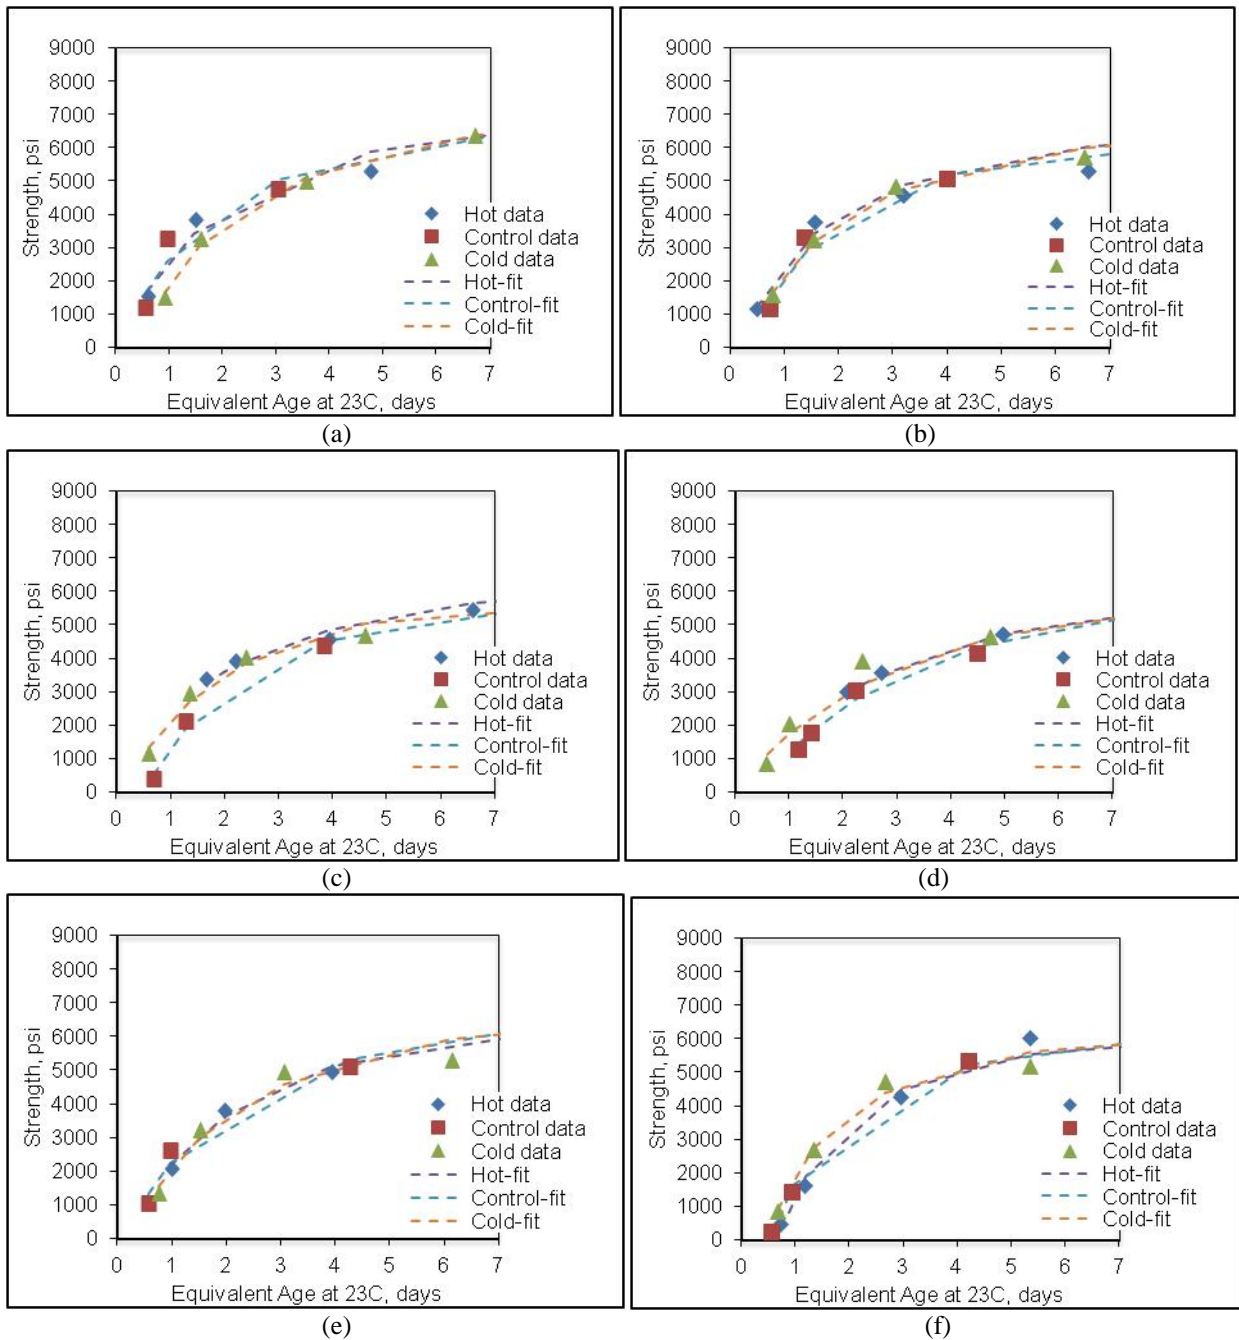 9000
8000
7000
6000
5000
4000
3000
2000
1000
0
Strength, psi
Hot data
Control data
Cold data
Hot-fit
Control-fit
Cold-fit
0 1 2 3 4 5 6 7
Equivalent Age at 23C, days
(a)
9000
8000
7000
6000
5000
4000
3000
2000
1000
0
Strength, psi
Hot data
Control data
Cold data
Hot-fit
Control-fit
Cold-fit
0 1 2 3 4 5 6 7
Equivalent Age at 23C, days
(b)
9000
8000
7000
6000
5000
4000
3000
2000
1000
0
Strength, psi
Hot data
Control data
Cold data
Hot-fit
Control-fit
Cold-fit
0 1 2 3 4 5 6 7
Equivalent Age at 23C, days
(c)
9000
8000
7000
6000
5000
4000
3000
2000
1000
0
Strength, psi
Hot data
Control data
Cold data
Hot-fit
Control-fit
Cold-fit
0 1 2 3 4 5 6 7
Equivalent Age at 23C, days
(d)
9000
8000
7000
6000
5000
4000
3000
2000
1000
0
Strength, psi
Hot data
Control data
Cold data
Hot-fit
Control-fit
Cold-fit
0 1 2 3 4 5 6 7
Equivalent Age at 23C, days
(e)
9000
8000
7000
6000
5000
4000
3000
2000
1000
0
Strength, psi
Hot data
Control data
Cold data
Hot-fit
Control-fit
Cold-fit
0 1 2 3 4 5 6 7
Equivalent Age at 23C, days
(f)